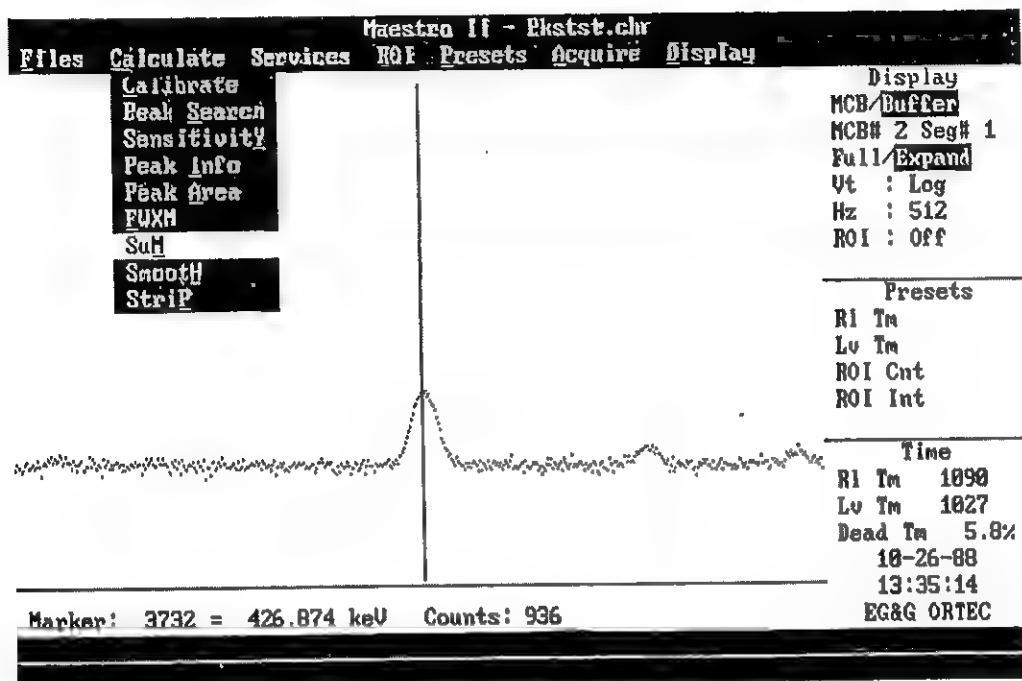 Maestro II - Pkstst.chr
Files Calculate Services ROI Presets Acquire Display
Calibrate
Peak Search
Sensitivity
Peak Info
Peak Area
FWXM
SuM
SmootH
StriP
Display
MCB/Buffer
MCB# 2 Seg# 1
Full/Expand
Vt : Log
Hz : 512
ROI : Off
Presets
Rl Tm
Lv Tm
ROI Cnt
ROI Int
Time
Rl Tm 1090
Lv Tm 1027
Dead Tm 5.8%
10-26-88
13:35:14
EG&G ORTEC
Marker: 3732 = 426.874 keV Counts: 936